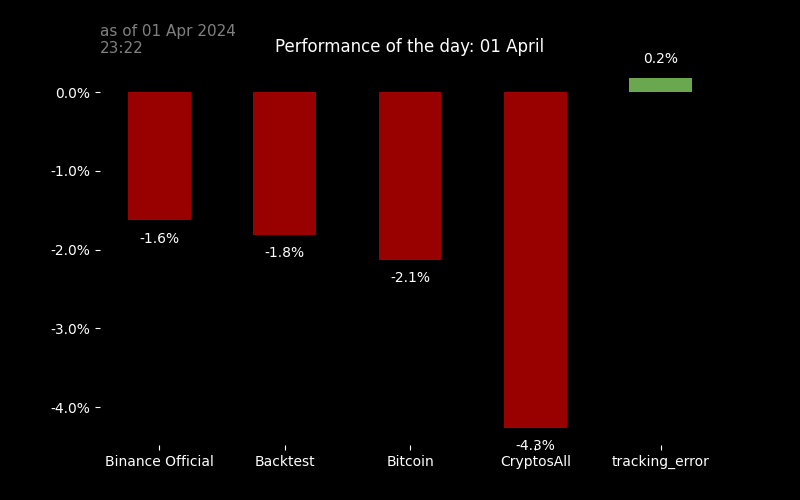 as of 01 Apr 2024
23:22
Performance of the day: 01 April
0.2%
0.0%
-1.0%
-1.6%
-2.0%
-1.8%
-2.1%
-3.0%
-4.0%
-4.3%
Binance Official
Backtest
Bitcoin
CryptosAll
tracking_error